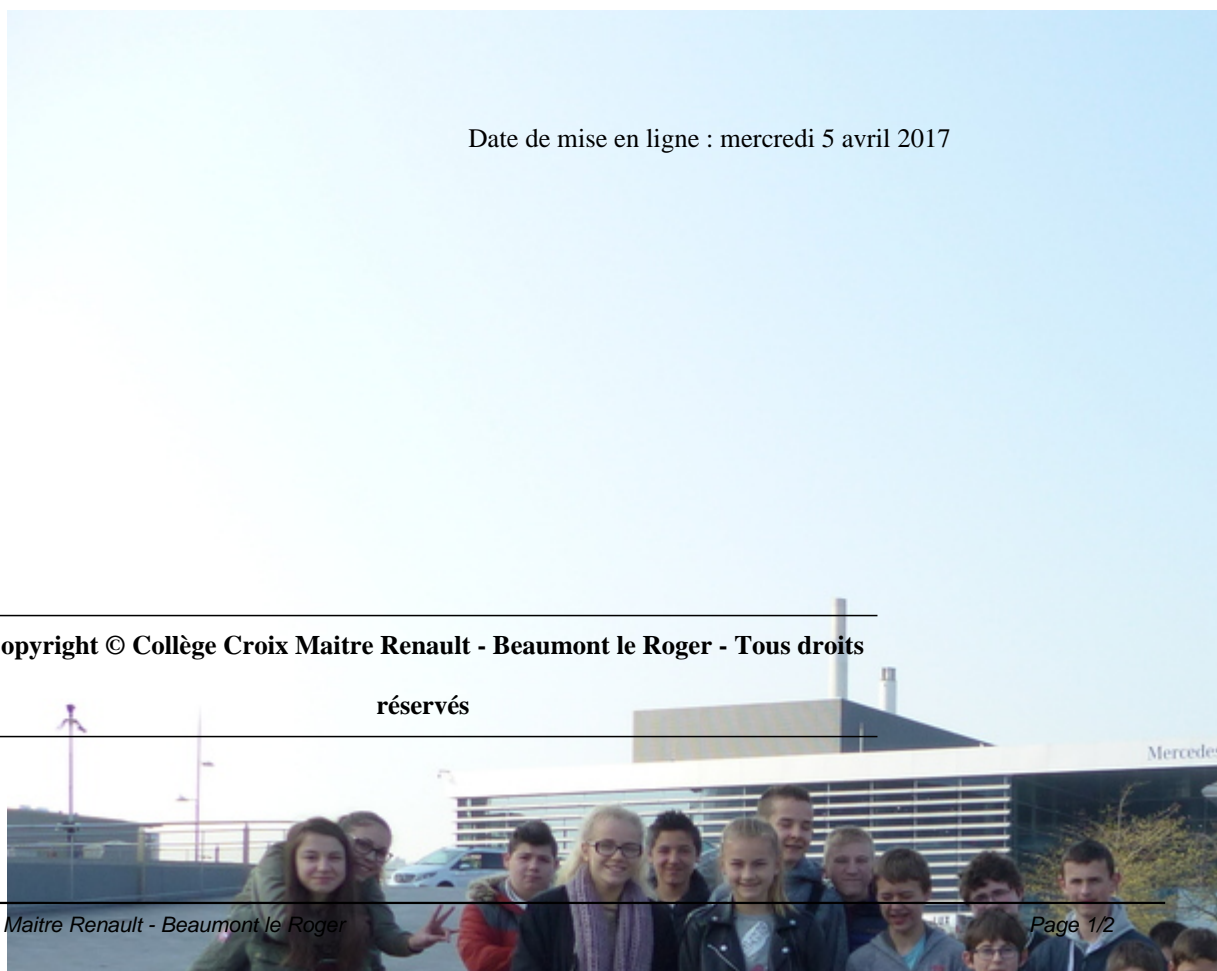 Date de mise en ligne : mercredi 5 avril 2017
opyright © Collège Croix Maitre Renault - Beaumont le Roger - Tous droits
réservés
Mercedes
Maitre Renault - Beaumont le Roger
Page 1/2